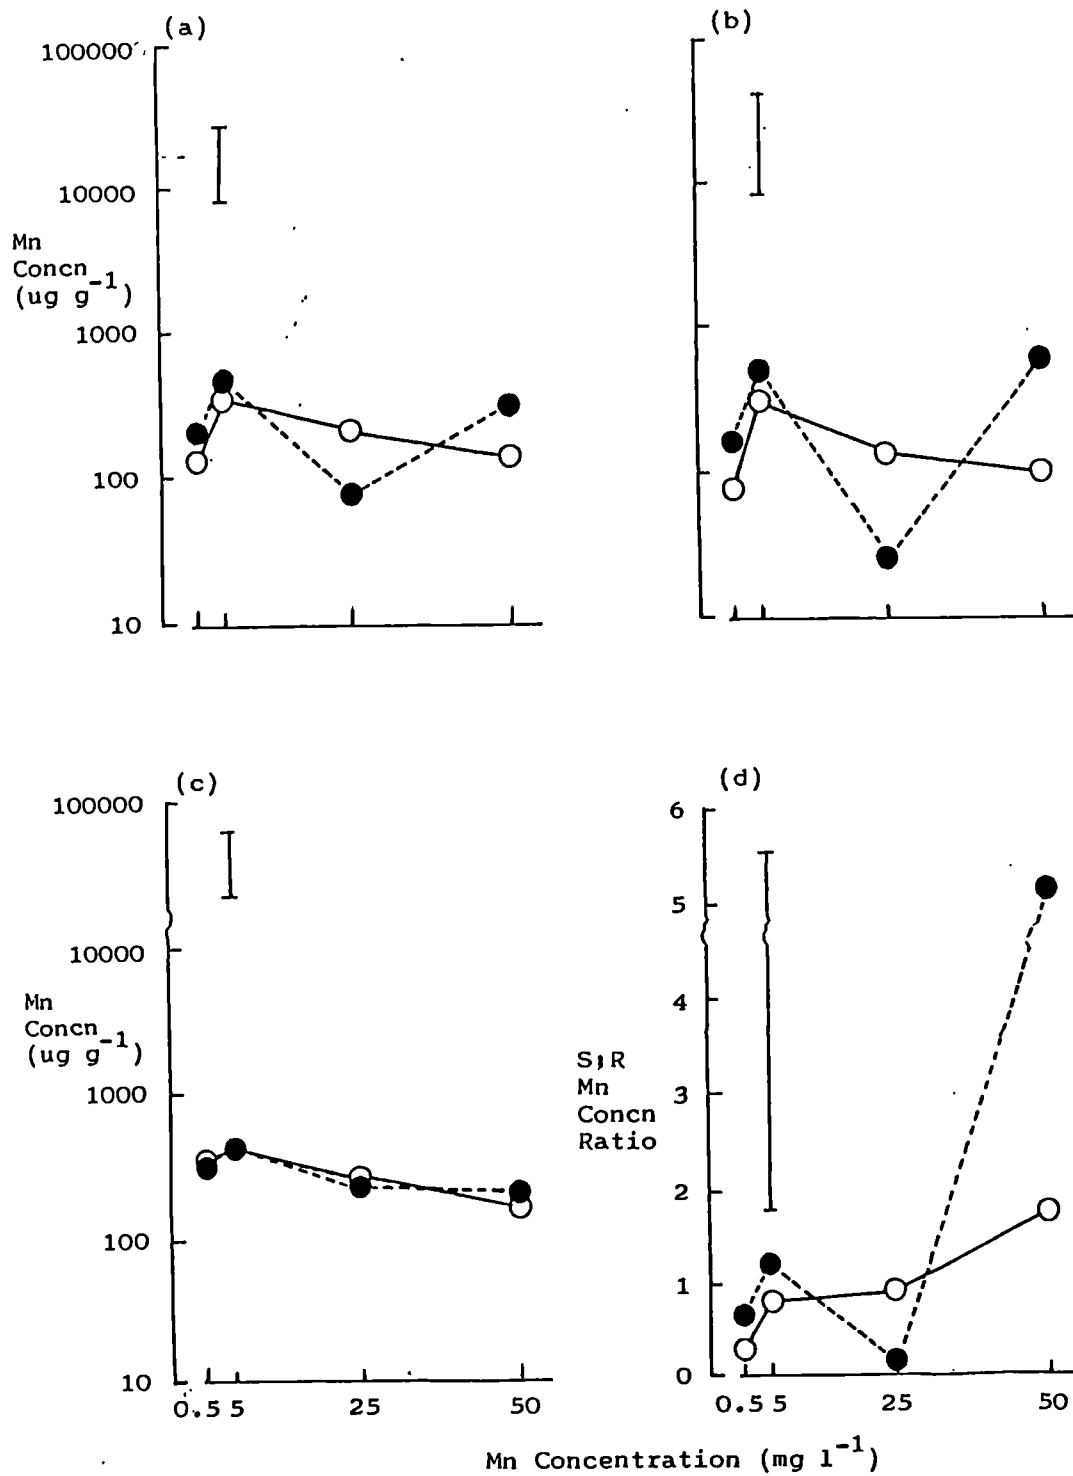 (a)
100000
10000
Mn
Concn
(ug g⁻¹)
1000
100
10
(b)
(c)
100000
10000
Mn
Concn
(ug g⁻¹)
1000
100
10
(d)
6
5
4
S;R
Mn
Concn
Ratio
3
2
1
0
0.5 5 25 50
0.5 5 25 50
Mn Concentration (mg l⁻¹)